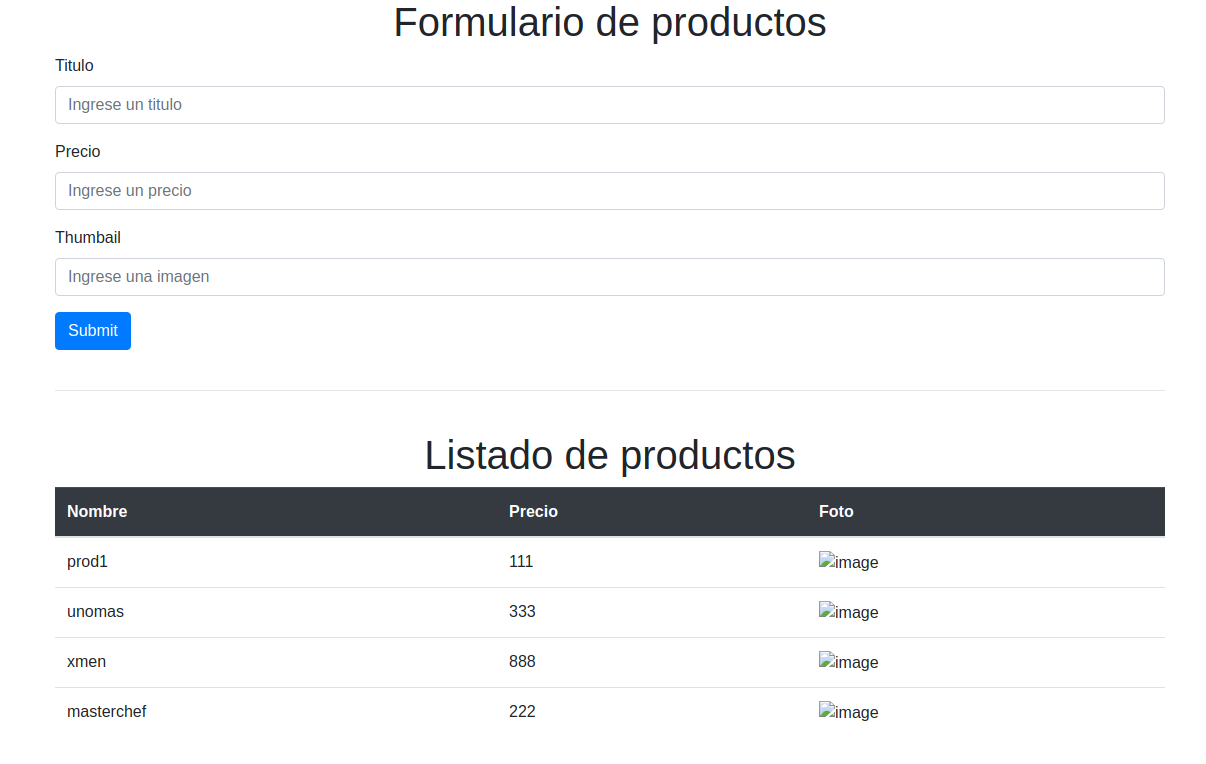 Formulario de productos
Titulo
Ingrese un titulo
Precio
Ingrese un precio
Thumbail
Ingrese una imagen
Submit
Listado de productos
Nombre Precio Foto
prod1 111 image
unomas 333 image
xmen 888 image
masterchef 222 image